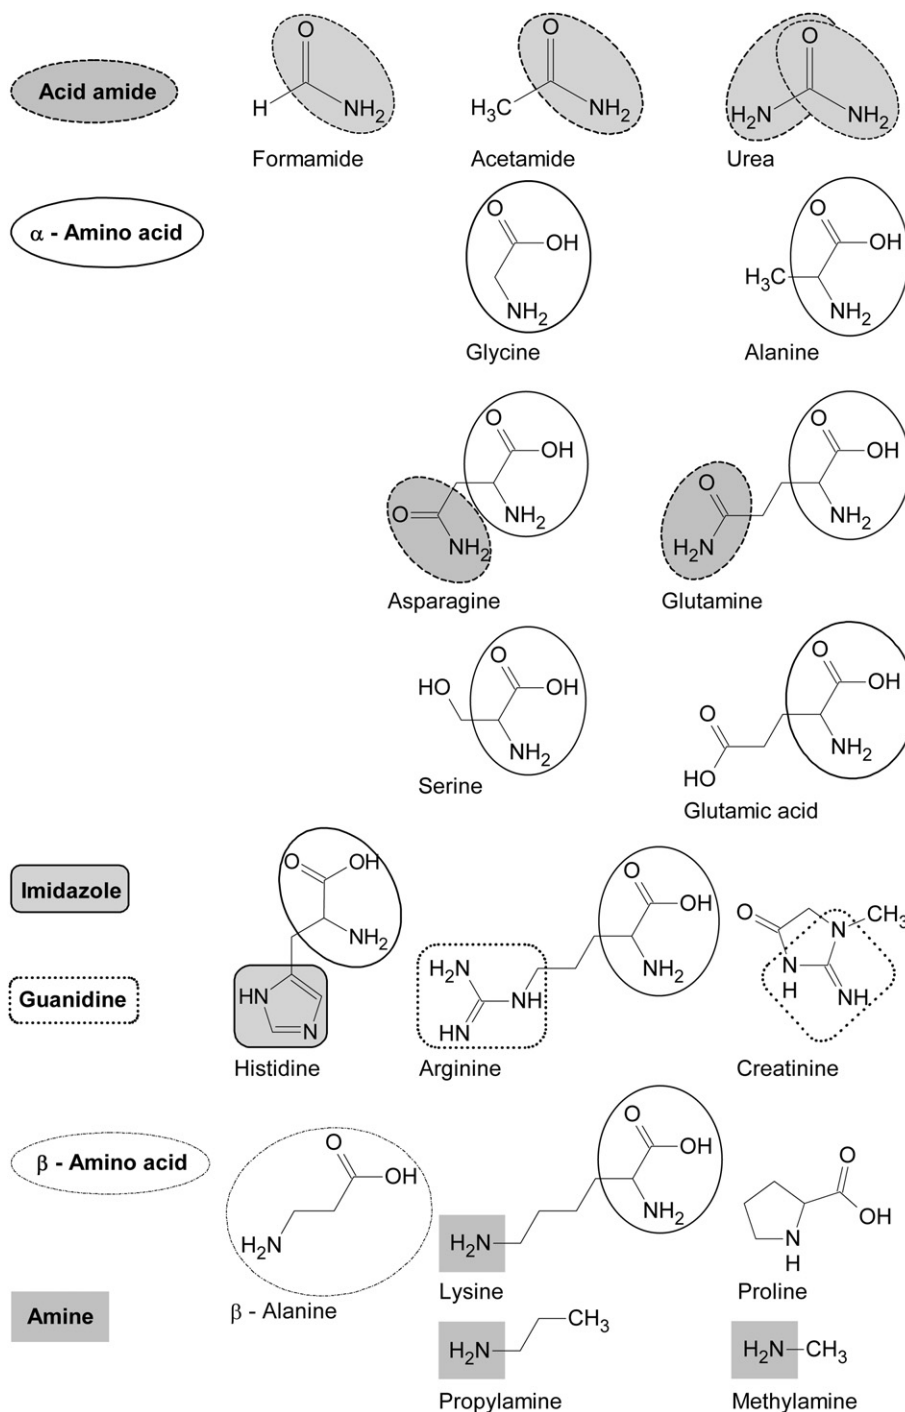 Acid amide
O
H
NH2
Formamide
O
H3C
NH2
Acetamide
O
H2N
NH2
Urea
α - Amino acid
O
OH
NH2
Glycine
O
OH
H3C
NH2
Alanine
O
OH
O
NH2
NH2
Asparagine
O
OH
O
H2N
NH2
Glutamine
O
HO
OH
NH2
Serine
O
OH
O
NH2
HO
Glutamic acid
Imidazole
O
OH
NH2
HN
N
Histidine
O
OH
H2N
NH2
NH
HN
Arginine
O
N
CH3
N
H
NH
Creatinine
Guanidine
β - Amino acid
O
OH
H2N
β - Alanine
O
OH
NH2
H2N
Lysine
O
OH
N
H
Proline
Amine
CH3
H2N
Propylamine
H2N
CH3
Methylamine